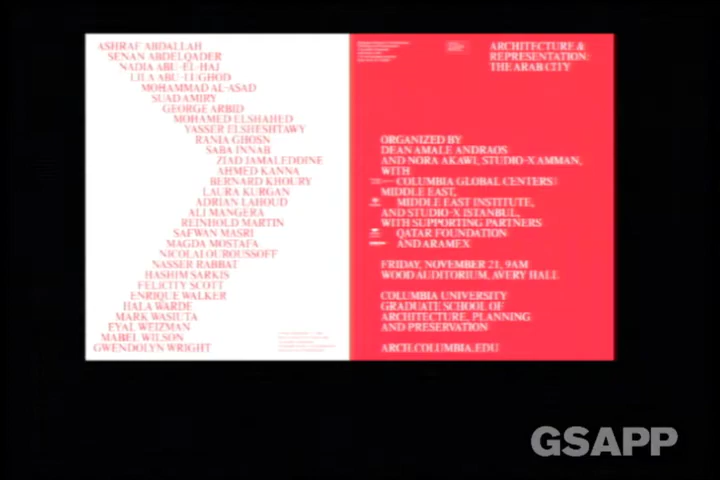 ASHRAF ABDALLAH
SENAN ABDELQADER
NADIA ABU-EL-HAJ
LILA ABU-LUGHOD
MOHAMMAD AL-ASAD
SUAD AMIRY
GEORGE ARBID
MOHAMED ELSHAHED
YASSER ELSHESHTAWY
RANIA GHOSN
SABA INNAB
ZIAD JAMALEDDINE
AHMED KANNA
BERNARD KHOURY
LAURA KURGAN
ADRIAN LAHOUD
ALI MANGERA
REINHOLD MARTIN
SAFWAN MASRI
MAGDA MOSTAFA
NICOLAI OUROUSSOFF
NASSER RABBAT
HASHIM SARKIS
FELICITY SCOTT
ENRIQUE WALKER
HALA WARDE
MARK WASIUTA
EYAL WEIZMAN
MABEL WILSON
GWENDOLYN WRIGHT
ARCHITECTURE &
REPRESENTATION:
THE ARAB CITY
ORGANIZED BY
DEAN AMALE ANDRAOS
AND NORA AKAWI, STUDIO-X AMMAN,
WITH
COLUMBIA GLOBAL CENTERS |
MIDDLE EAST,
MIDDLE EAST INSTITUTE,
AND STUDIO-X ISTANBUL,
WITH SUPPORTING PARTNERS
QATAR FOUNDATION
AND ARAMEX
FRIDAY, NOVEMBER 21, 9AM
WOOD AUDITORIUM, AVERY HALL
COLUMBIA UNIVERSITY
GRADUATE SCHOOL OF
ARCHITECTURE, PLANNING
AND PRESERVATION
ARCH.COLUMBIA.EDU
GSAPP